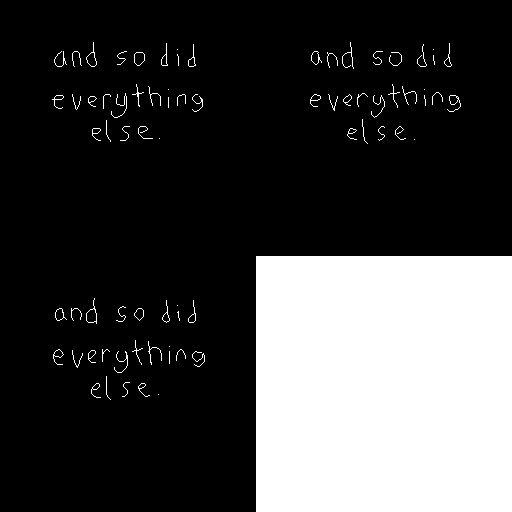 and so did and so did
everything everything
else. else.
and so did
everything
else.